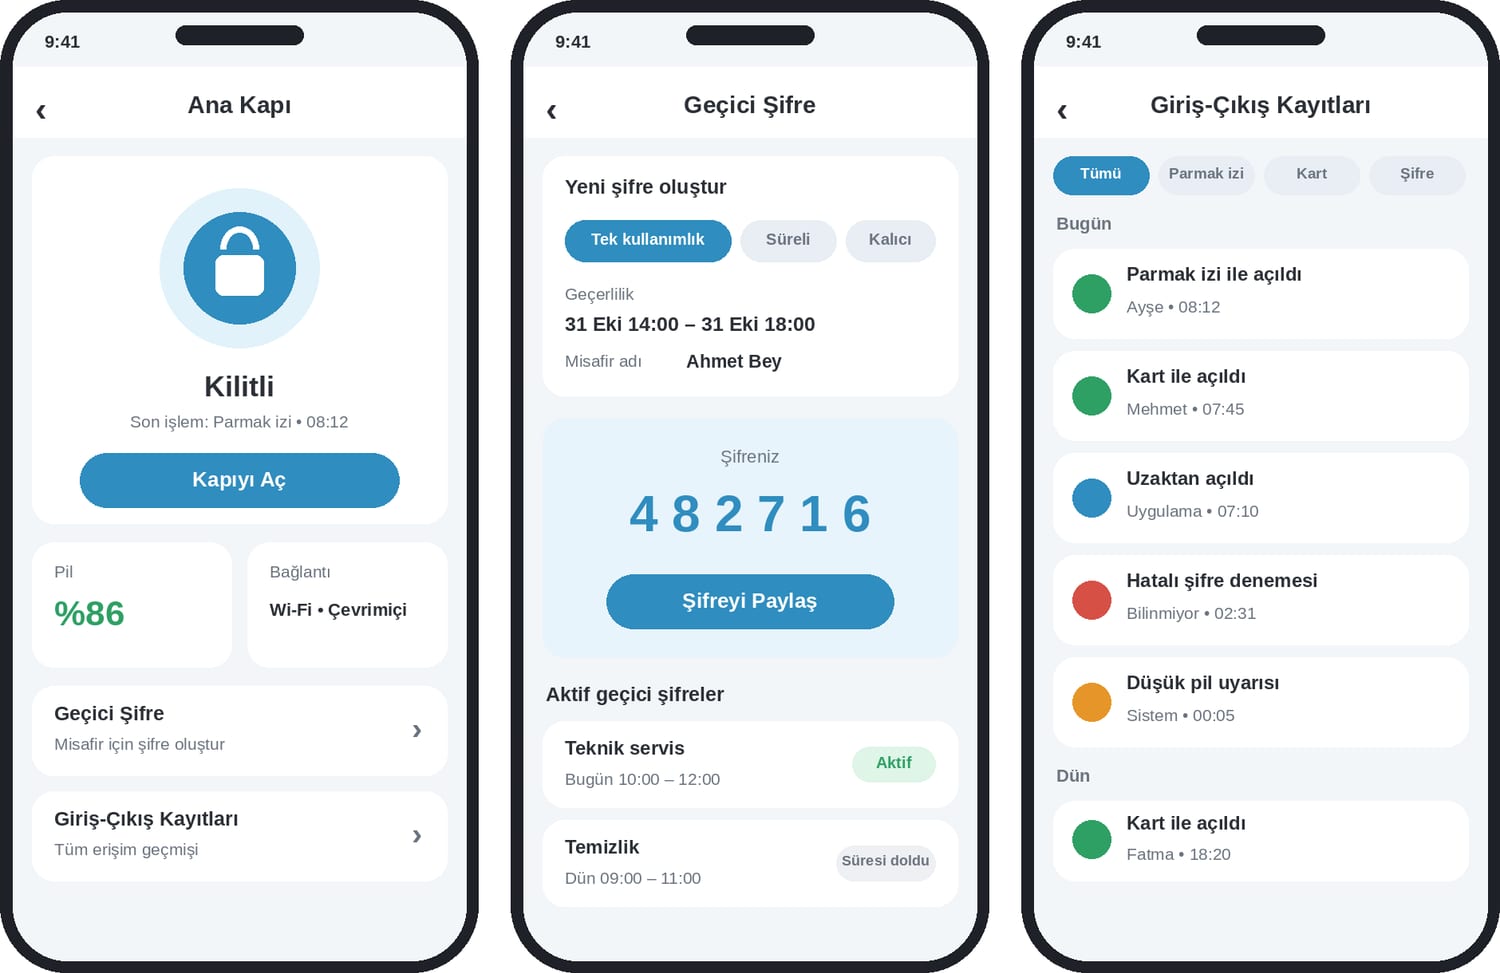 9:41
‹
Ana Kapı
Kilitli
Son işlem: Parmak izi • 08:12
Kapıyı Aç
Pil
%86
Bağlantı
Wi-Fi • Çevrimiçi
Geçici Şifre
Misafir için şifre oluştur
›
Giriş-Çıkış Kayıtları
Tüm erişim geçmişi
›
9:41
‹
Geçici Şifre
Yeni şifre oluştur
Tek kullanımlık
Süreli
Kalıcı
Geçerlilik
31 Eki 14:00 – 31 Eki 18:00
Misafir adı Ahmet Bey
Şifreniz
4 8 2 7 1 6
Şifreyi Paylaş
Aktif geçici şifreler
Teknik servis
Bugün 10:00 – 12:00
Aktif
Temizlik
Dün 09:00 – 11:00
Süresi doldu
9:41
‹
Giriş-Çıkış Kayıtları
Tümü
Parmak izi
Kart
Şifre
Bugün
Parmak izi ile açıldı
Ayşe • 08:12
Kart ile açıldı
Mehmet • 07:45
Uzaktan açıldı
Uygulama • 07:10
Hatalı şifre denemesi
Bilinmiyor • 02:31
Düşük pil uyarısı
Sistem • 00:05
Dün
Kart ile açıldı
Fatma • 18:20